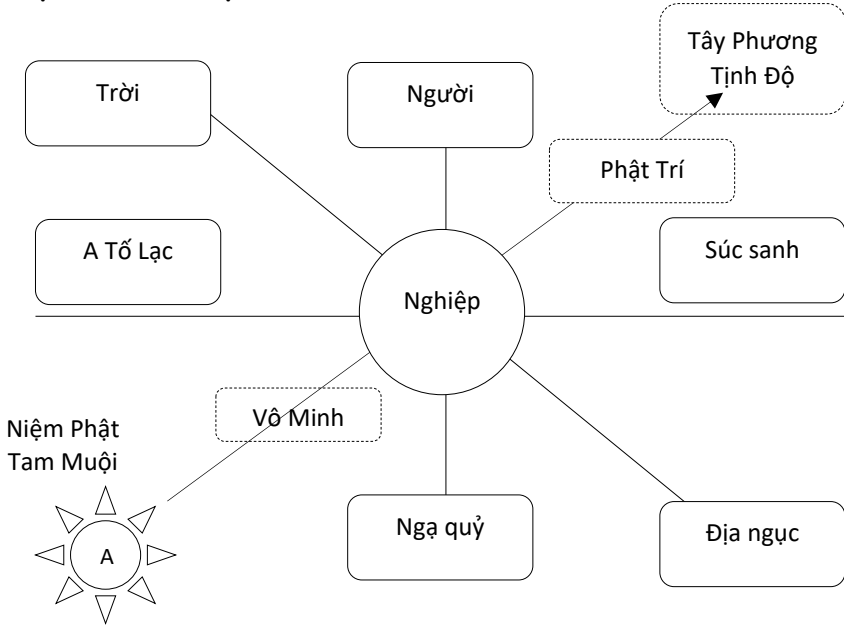 Tây Phương
Tịnh Độ
Trời
Người
Phật Trí
A Tố Lạc
Súc sanh
Nghiệp
Vô Minh
Niệm Phật
Tam Muội
A
Ngạ quỷ
Địa ngục